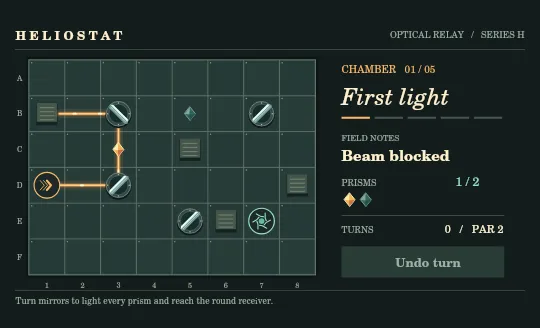 HELIOSTAT
OPTICAL RELAY / SERIES H
CHAMBER 01 / 05
First light
FIELD NOTES
Beam blocked
PRISMS 1 / 2
TURNS 0 / PAR 2
Undo turn
A
B
C
D
E
F
1 2 3 4 5 6 7 8
Turn mirrors to light every prism and reach the round receiver.